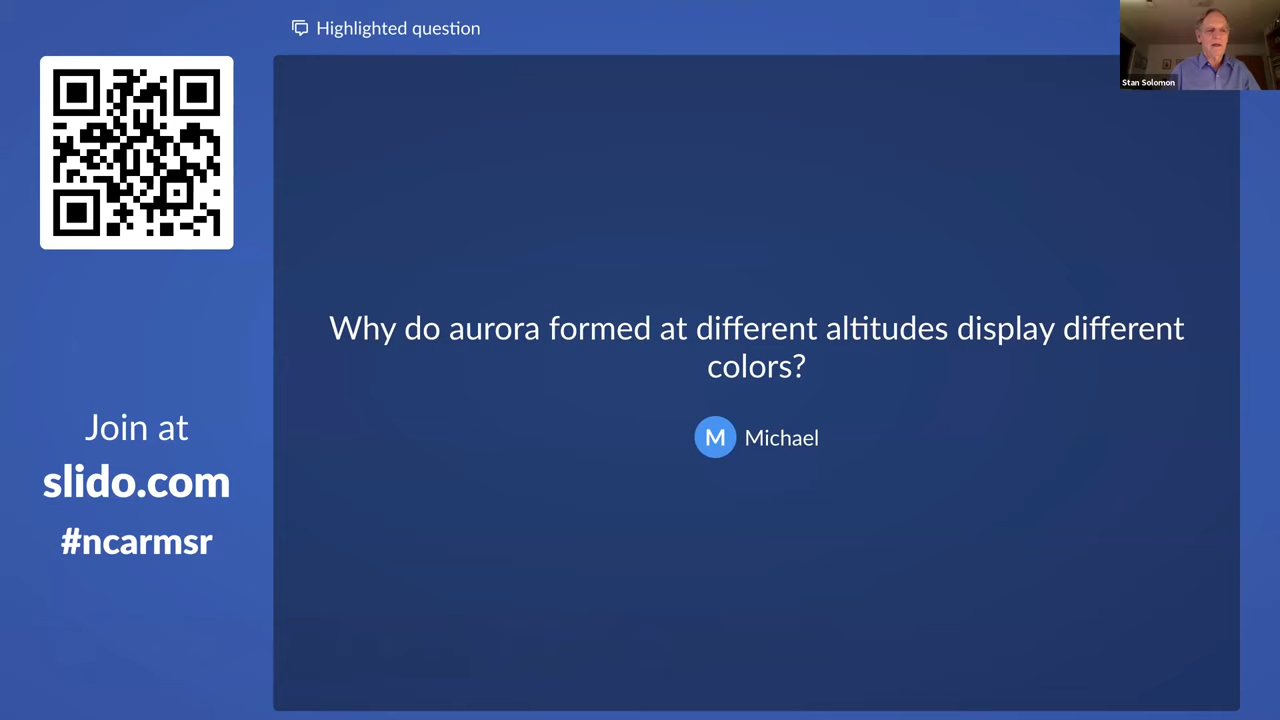 Highlighted question
Stan Solomon
Why do aurora formed at different altitudes display different
colors?
M Michael
Join at
slido.com
#ncarmsr